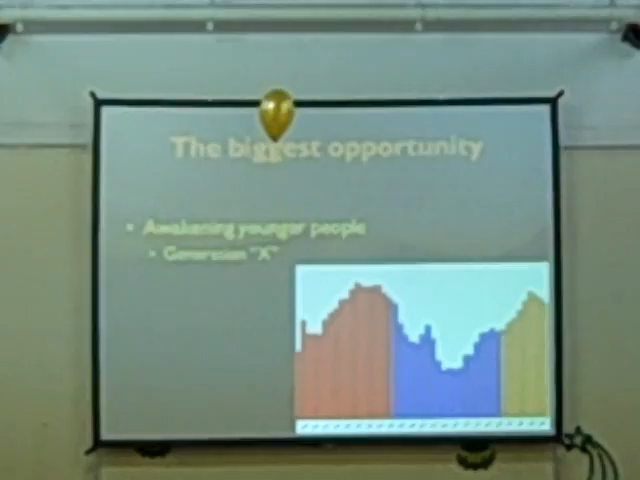 The biggest opportunity
• Awakening younger people
• Generation "X"